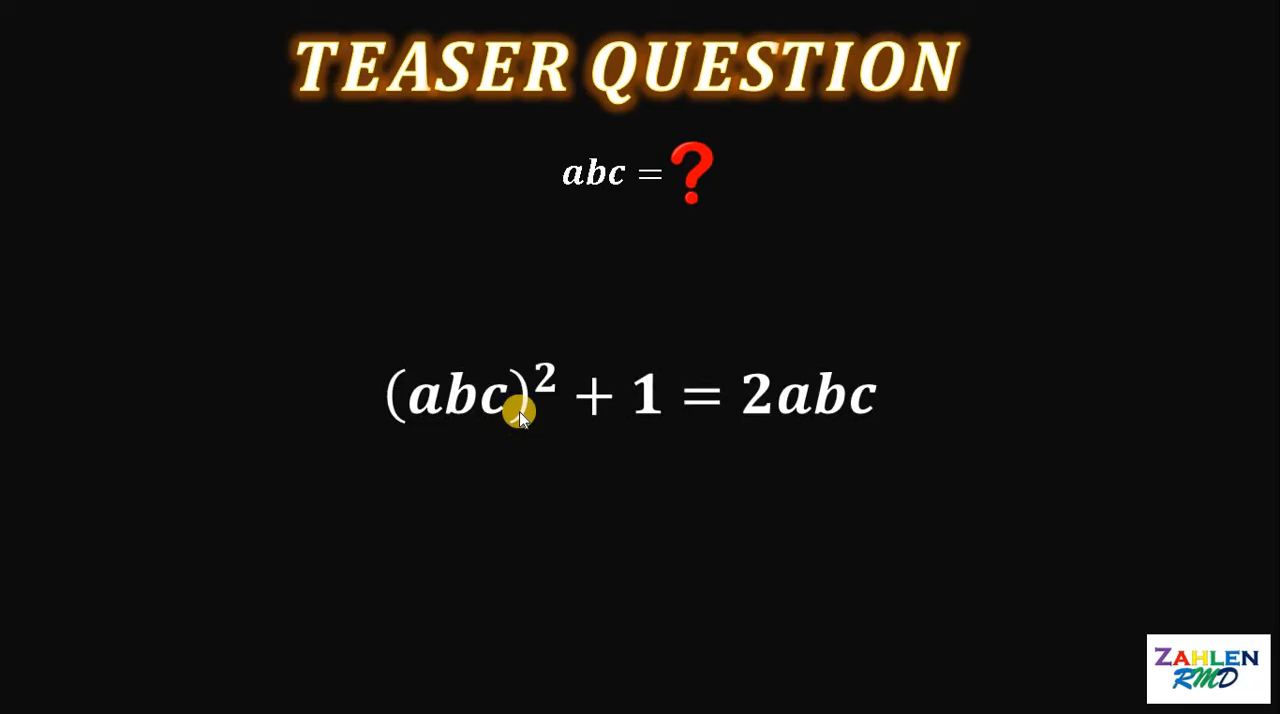 TEASER QUESTION
abc =❓
(abc)² + 1 = 2abc
ZAHLEN
RMD